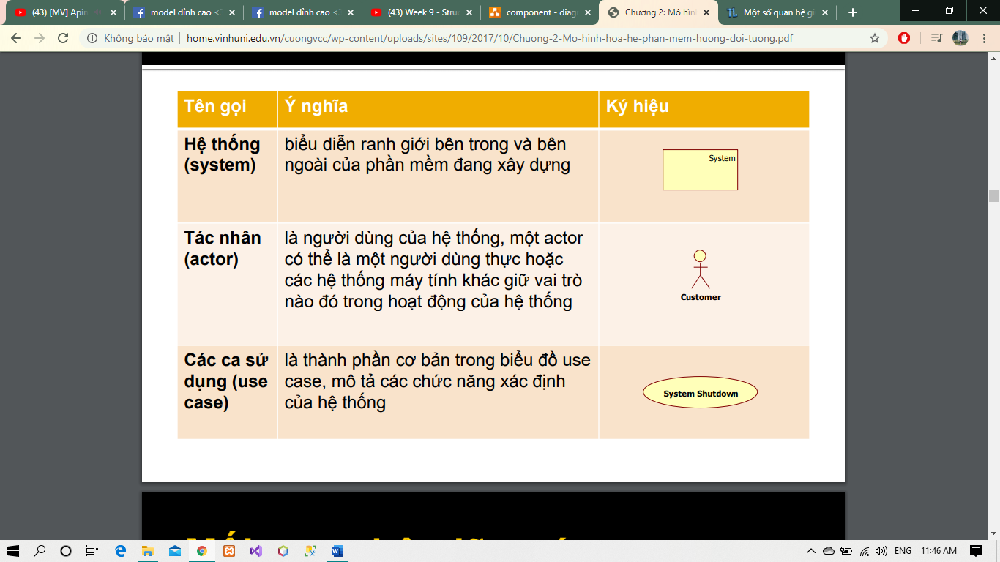 (43) [MV] Apin
model đỉnh cao <3
model đỉnh cao <3
(43) Week 9 - Stru
component - diag
Chương 2: Mô hìn
Một số quan hệ g
Không bảo mật
home.vinhuni.edu.vn/cuongvcc/wp-content/uploads/sites/109/2017/10/Chuong-2-Mo-hinh-hoa-he-phan-mem-huong-doi-tuong.pdf
Tên gọi
Ý nghĩa
Ký hiệu
Hệ thống
(system)
biểu diễn ranh giới bên trong và bên
ngoài của phần mềm đang xây dựng
System
Tác nhân
(actor)
là người dùng của hệ thống, một actor
có thể là một người dùng thực hoặc
các hệ thống máy tính khác giữ vai trò
nào đó trong hoạt động của hệ thống
Customer
Các ca sử
dụng (use
case)
là thành phần cơ bản trong biểu đồ use
case, mô tả các chức năng xác định
của hệ thống
System Shutdown
ENG
11:46 AM